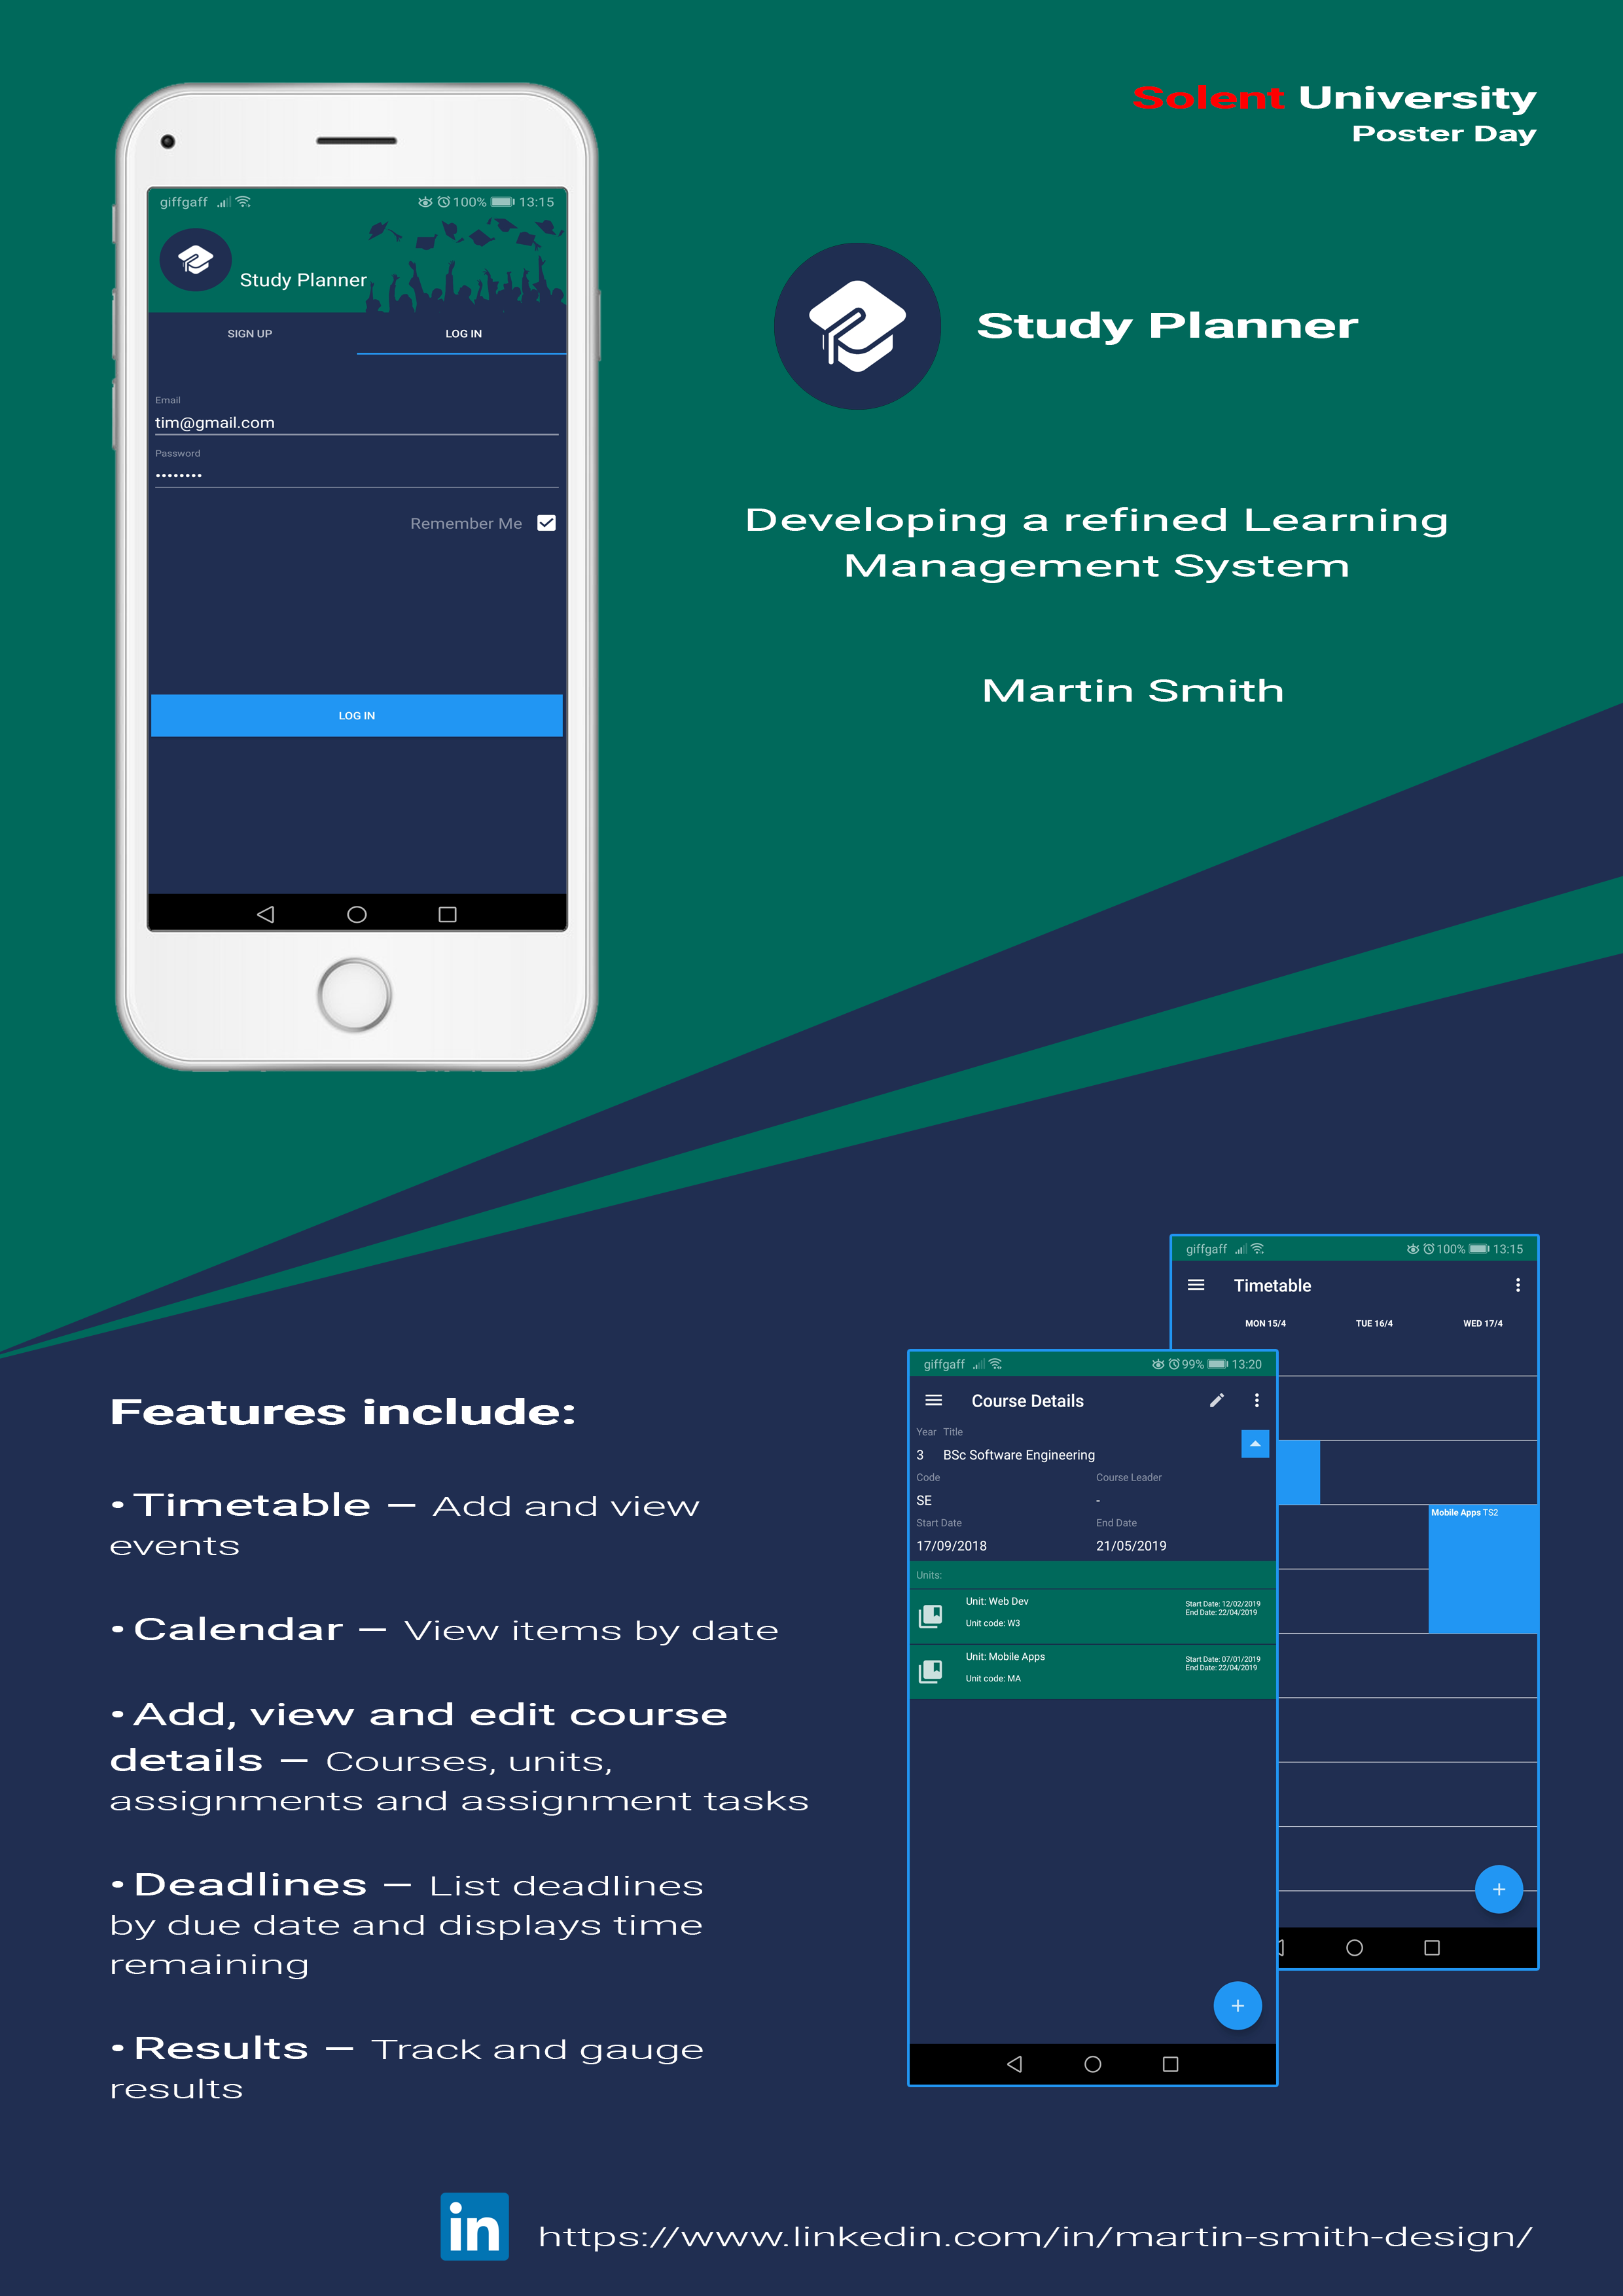 Solent University
Poster Day
giffgaff 100% 13:15
Study Planner
SIGN UP LOG IN
Email
tim@gmail.com
Password
••••••••
Remember Me
LOG IN
Study Planner
Developing a refined Learning
Management System
Martin Smith
Features include:
• Timetable – Add and view
events
• Calendar – View items by date
• Add, view and edit course
details – Courses, units,
assignments and assignment tasks
• Deadlines – List deadlines
by due date and displays time
remaining
• Results – Track and gauge
results
giffgaff 100% 13:15
Timetable
MON 15/4 TUE 16/4 WED 17/4
Mobile Apps TS2
giffgaff 99% 13:20
Course Details
Year Title
3 BSc Software Engineering
Code Course Leader
SE -
Start Date End Date
17/09/2018 21/05/2019
Units:
Unit: Web Dev Start Date: 12/02/2019
End Date: 22/04/2019
Unit code: W3
Unit: Mobile Apps Start Date: 07/01/2019
End Date: 22/04/2019
Unit code: MA
in https://www.linkedin.com/in/martin-smith-design/